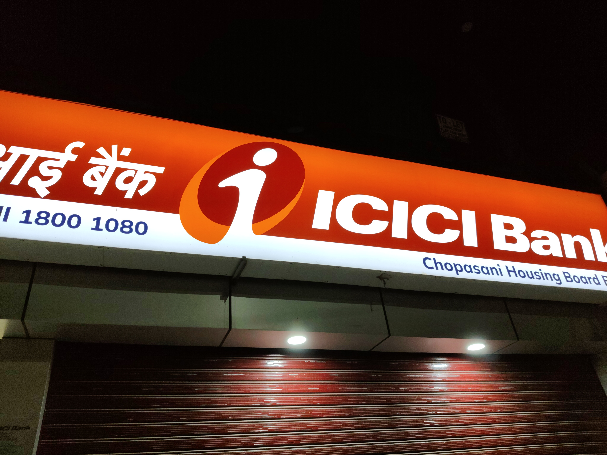 आई बैंक
1800 1080
ICICI Bank
Chopasani Housing Board